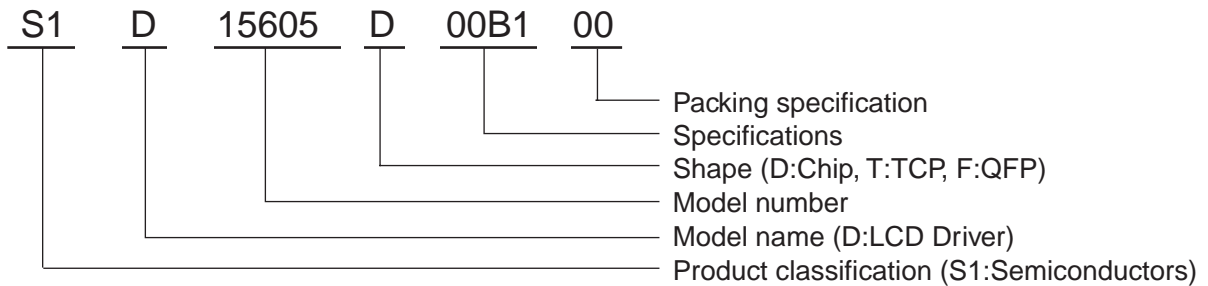 S1 D 15605 D 00B1 00
Packing specification
Specifications
Shape (D:Chip, T:TCP, F:QFP)
Model number
Model name (D:LCD Driver)
Product classification (S1:Semiconductors)